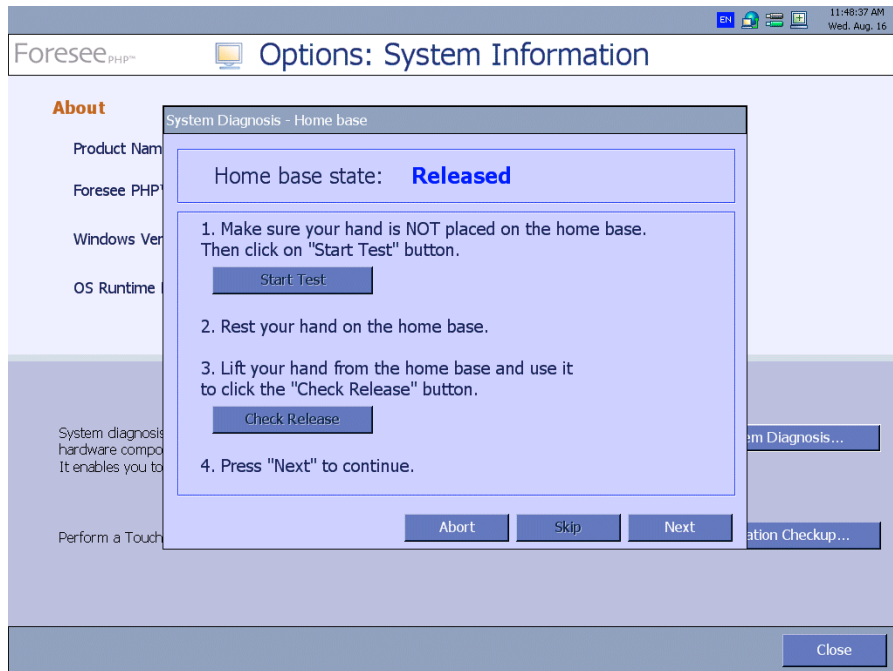 EN
11:48:37 AM
Wed. Aug. 16
Foresee PHP™
Options: System Information
About
System Diagnosis - Home base
Product Nam
Home base state: Released
Foresee PHP
1. Make sure your hand is NOT placed on the home base.
Then click on "Start Test" button.
Windows Ver
Start Test
OS Runtime
2. Rest your hand on the home base.
3. Lift your hand from the home base and use it
to click the "Check Release" button.
Check Release
System diagnosis
hardware compo
It enables you to
em Diagnosis...
4. Press "Next" to continue.
Abort
Skip
Next
Perform a Touch
ation Checkup...
Close